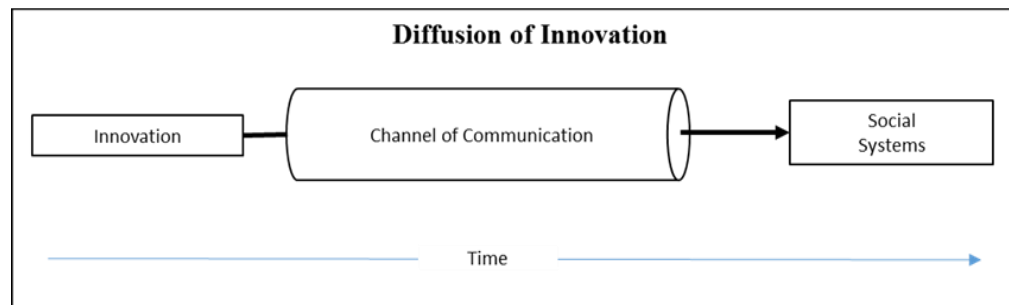 Diffusion of Innovation
Innovation
Channel of Communication
Social
Systems
Time